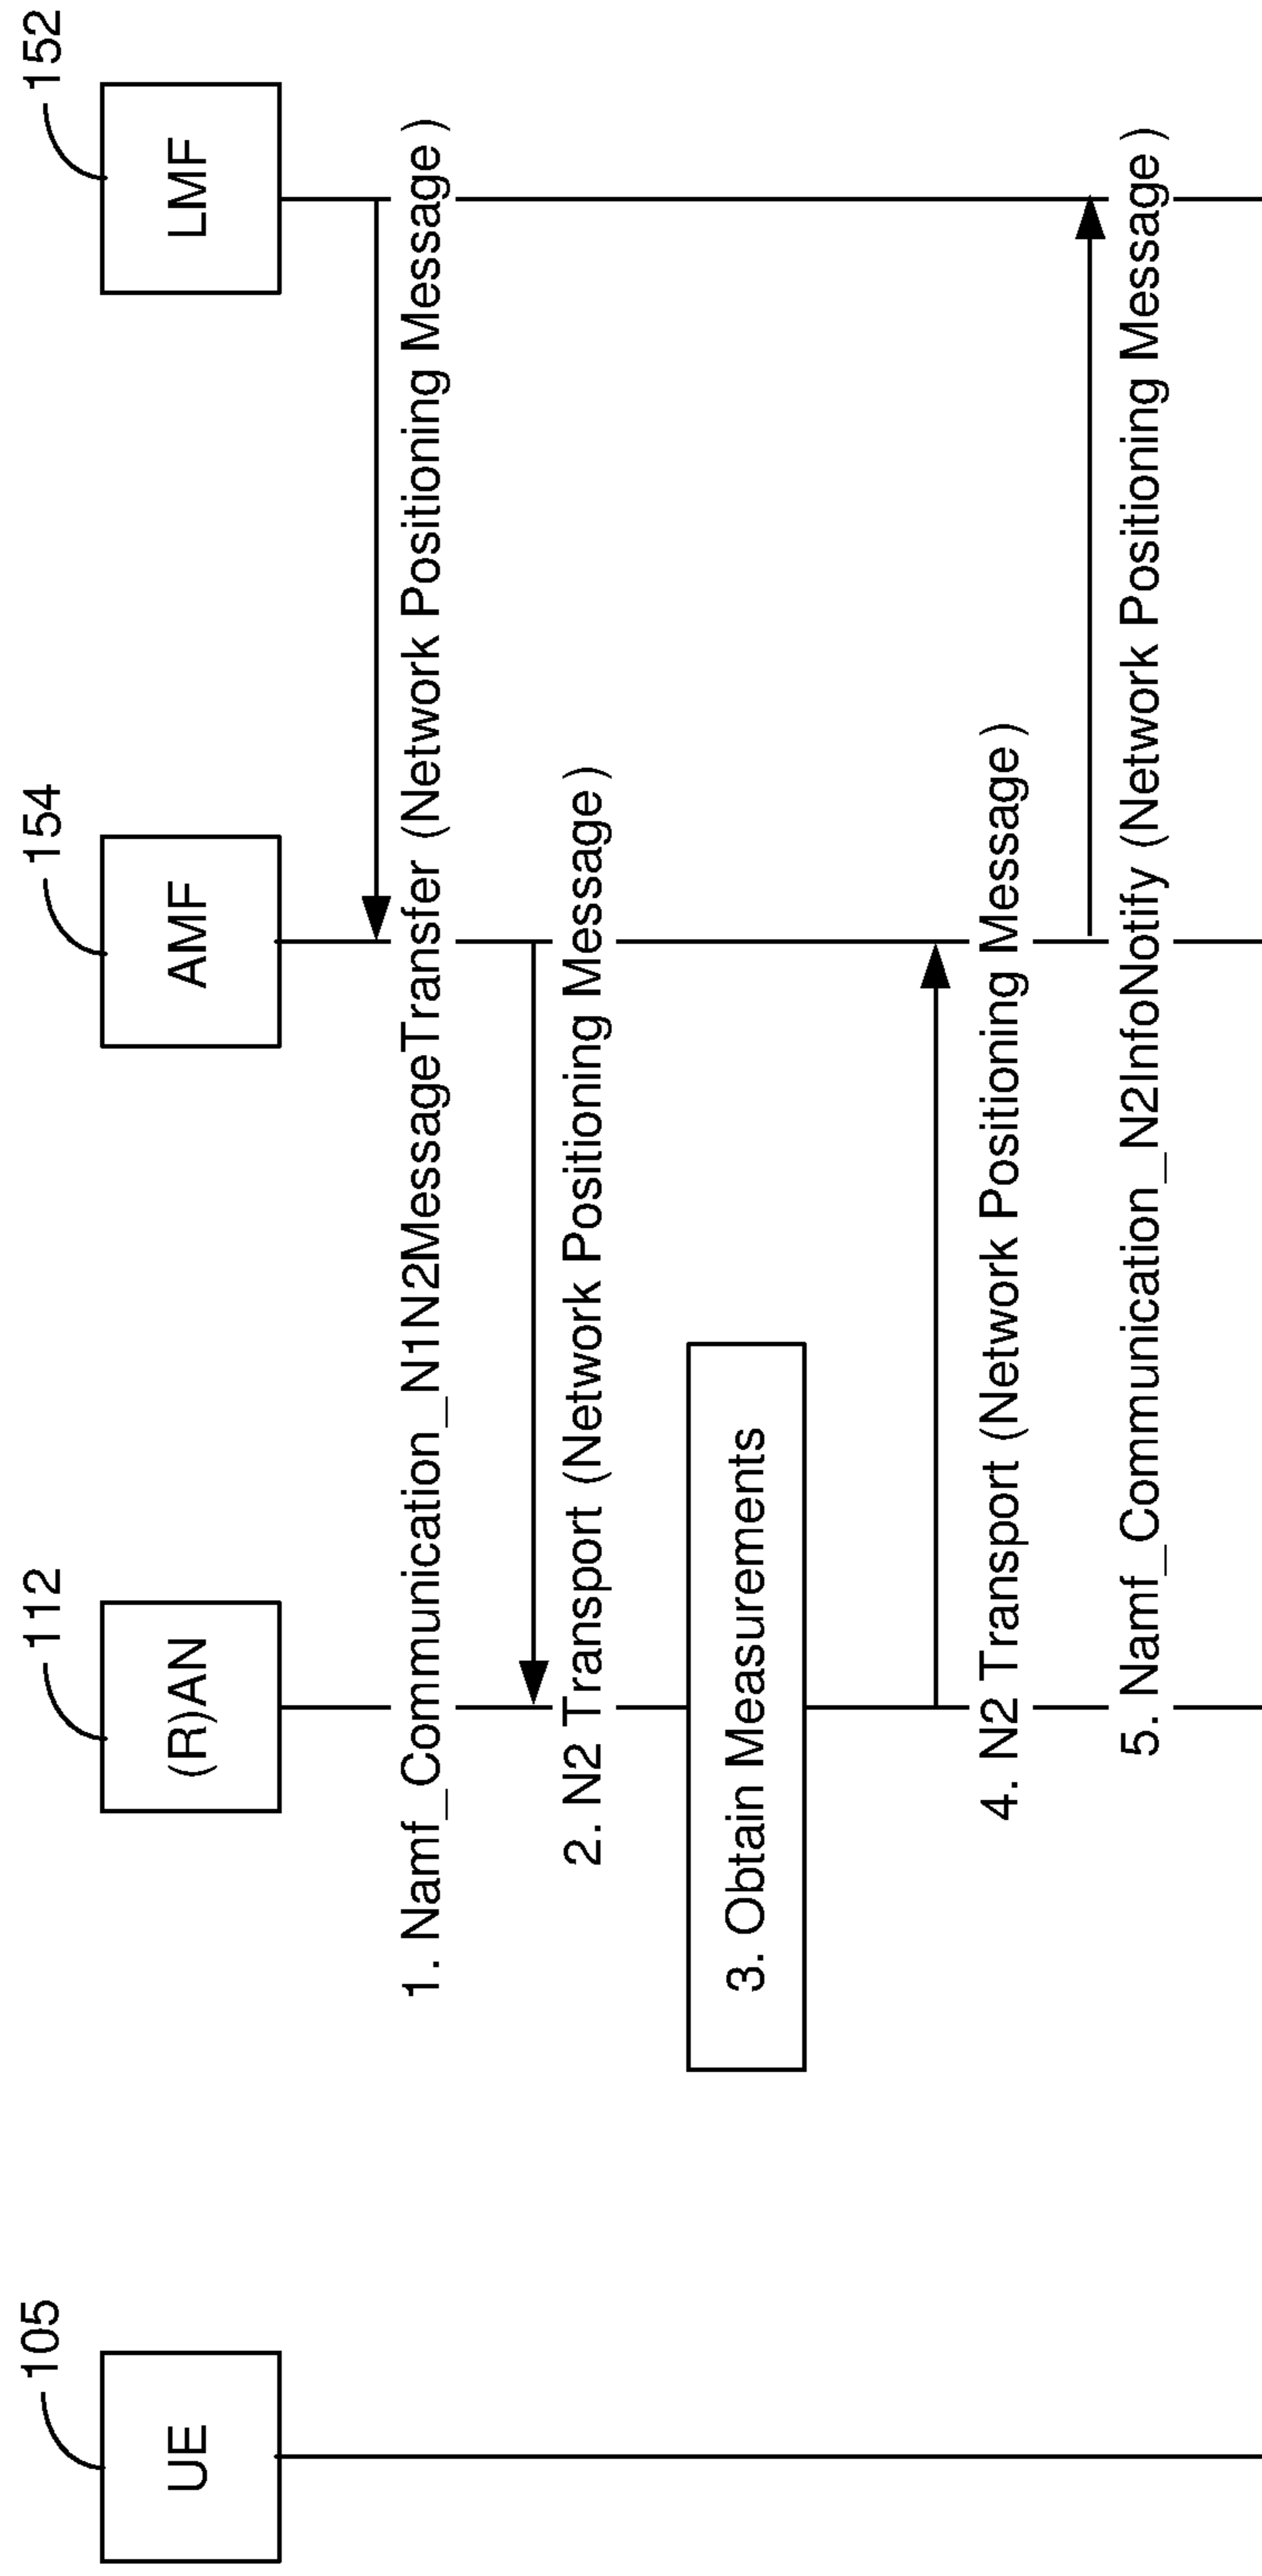 105
112
154
152
UE
(R)AN
AMF
LMF
1. Namf_Communication_N1N2MessageTransfer (Network Positioning Message)
2. N2 Transport (Network Positioning Message)
3. Obtain Measurements
4. N2 Transport (Network Positioning Message)
5. Namf_Communication_N2InfoNotify (Network Positioning Message)